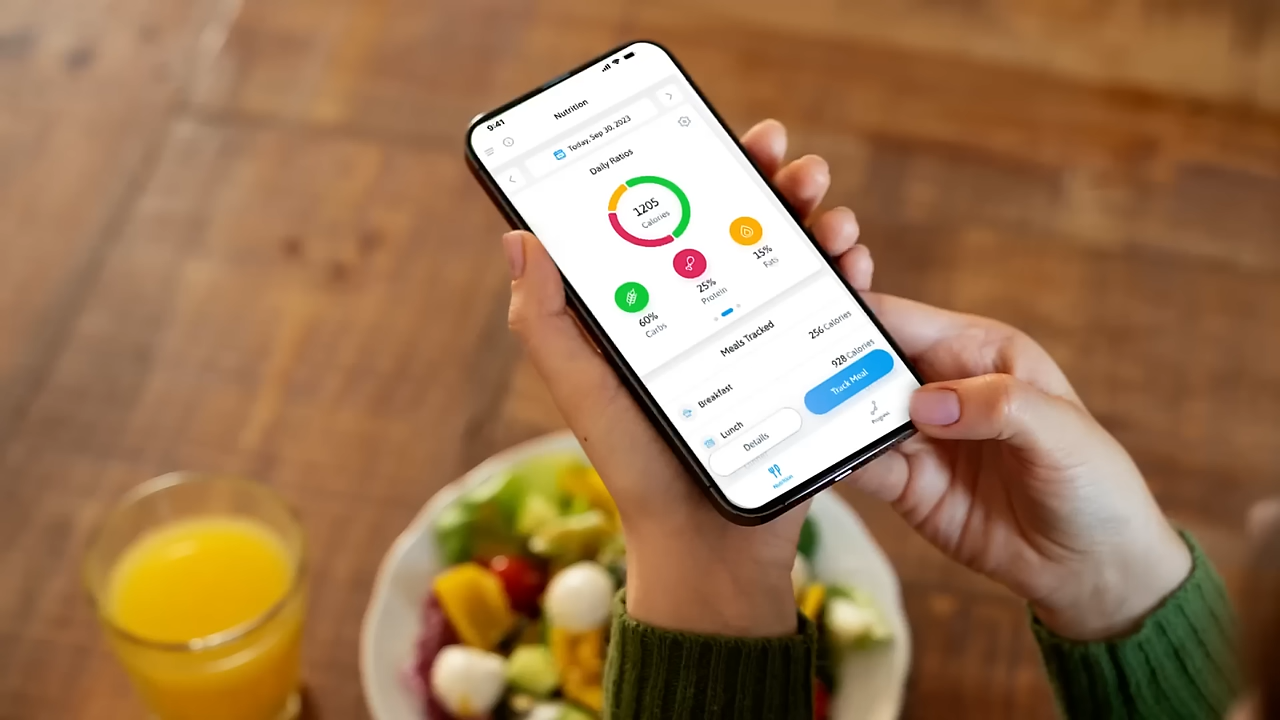 9:41
Nutrition
Today, Sep 30, 2023
Daily Ratios
1205
Calories
60%
Carbs
25%
Protein
15%
Fats
Meals Tracked
Breakfast
256 Calories
Lunch
928 Calories
Details
Track Meal
Nutrition
Progress